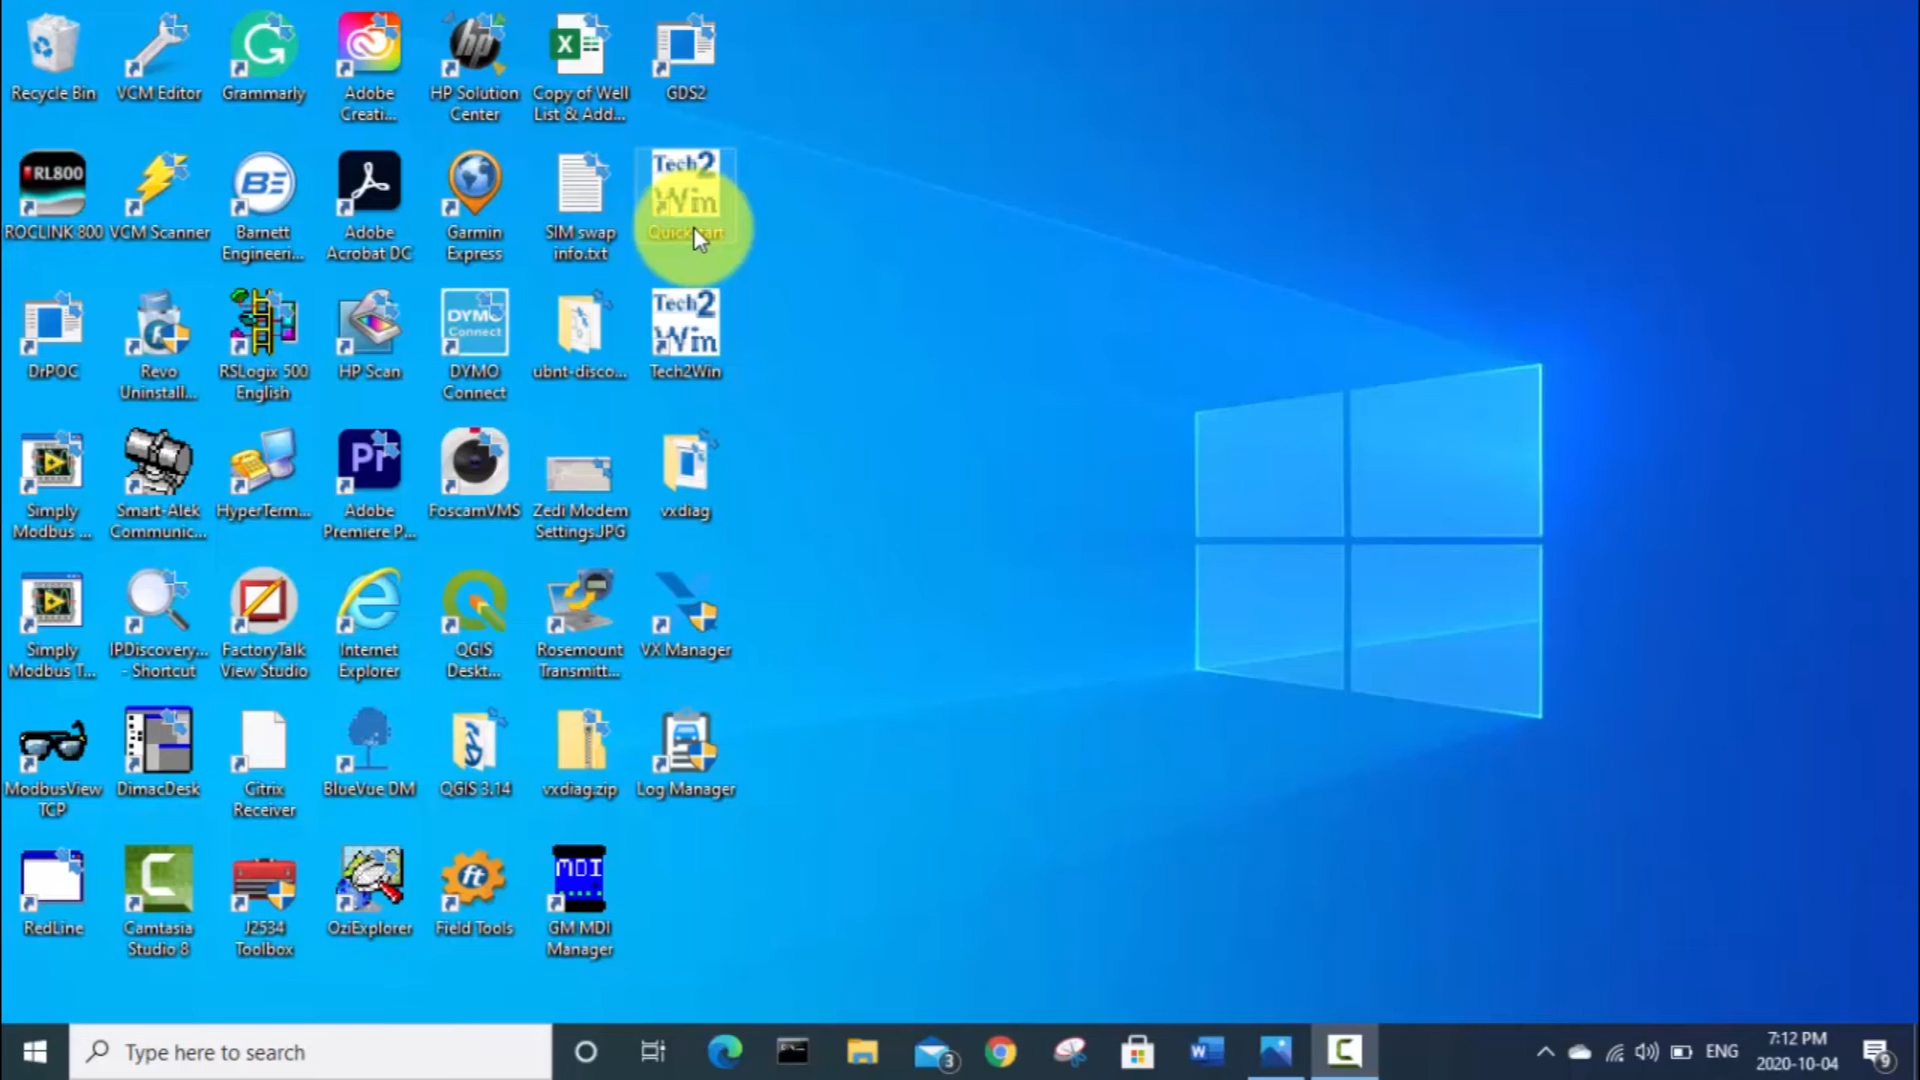 Recycle Bin
VCM Editor
Grammarly
Adobe
Creati...
hp
HP Solution
Center
X
Copy of Well
List & Add...
GDS2
RL800
ROCLINK 800
VCM Scanner
BE
Barnett
Engineeri...
Adobe
Acrobat DC
Garmin
Express
SIM swap
info.txt
Tech2
Win
Quickstart
DrPOC
Revo
Uninstall...
RSLogix 500
English
HP Scan
DYMO
Connect
DYMO
Connect
ubnt-disco...
Tech2
Win
Tech2Win
Simply
Modbus ...
Smart-Alek
Communic...
HyperTerm...
Pr
Adobe
Premiere P...
FoscamVMS
Zedi Modem
Settings.JPG
vxdiag
Simply
Modbus T...
IPDiscovery...
- Shortcut
FactoryTalk
View Studio
Internet
Explorer
QGIS
Deskt...
Rosemount
Transmitt...
VX Manager
ModbusView
TCP
DimacDesk
Citrix
Receiver
BlueVue DM
QGIS 3.14
vxdiag.zip
Log Manager
RedLine
C
Camtasia
Studio 8
J2534
Toolbox
OziExplorer
ft
Field Tools
MDI
GM MDI
Manager
Type here to search
3
W
C
ENG
7:12 PM
2020-10-04
9